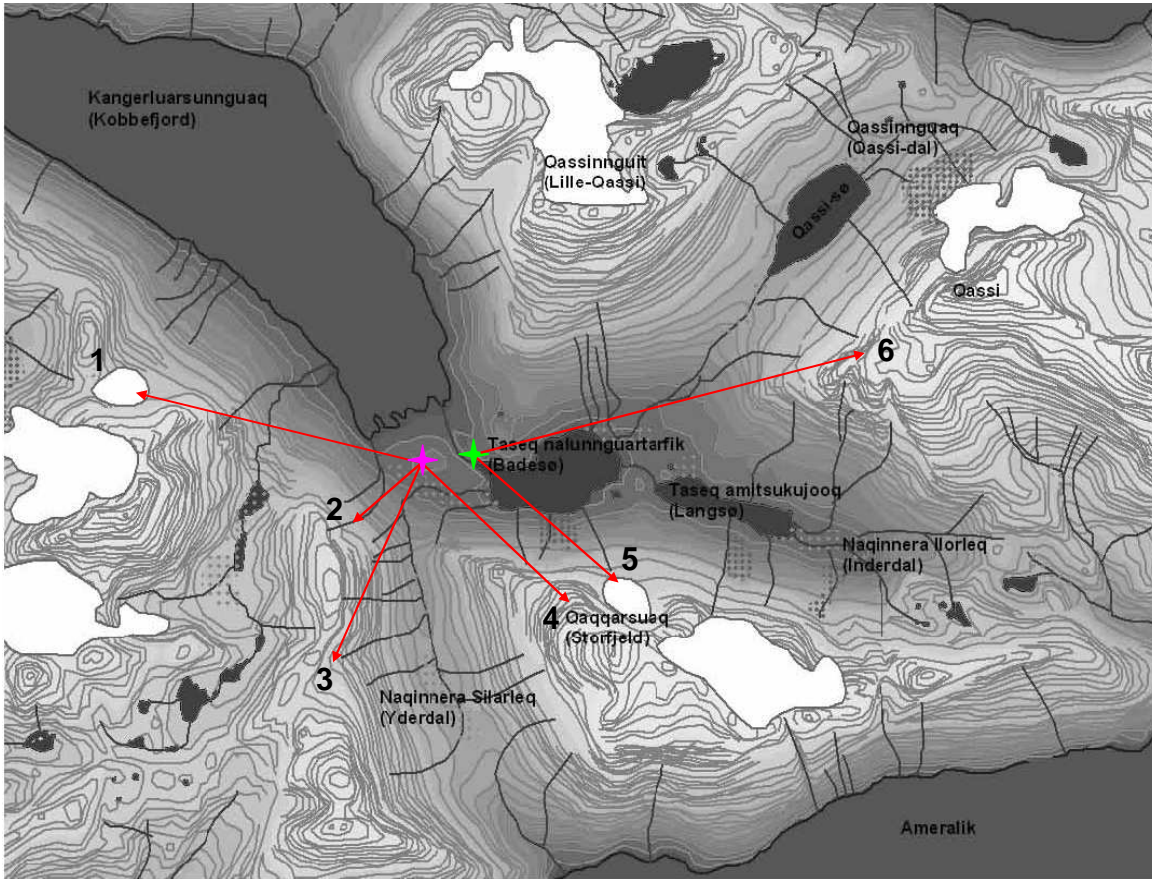 Kangerluarsunnguaq
(Kobbefjord)
Qassinnguit
(Lille-Qassi)
Qassinnguaq
(Qassi-dal)
Qassi-sø
Qassi
1
6
Taseq nalunnguartarfik
(Badesø)
Taseq amitsukujooq
(Langsø)
2
Naqinnera Ilorleq
(Inderdal)
5
4
Qaqqarsuaq
(Storfjeld)
3
Naqinnera Silarleq
(Yderdal)
Ameralik